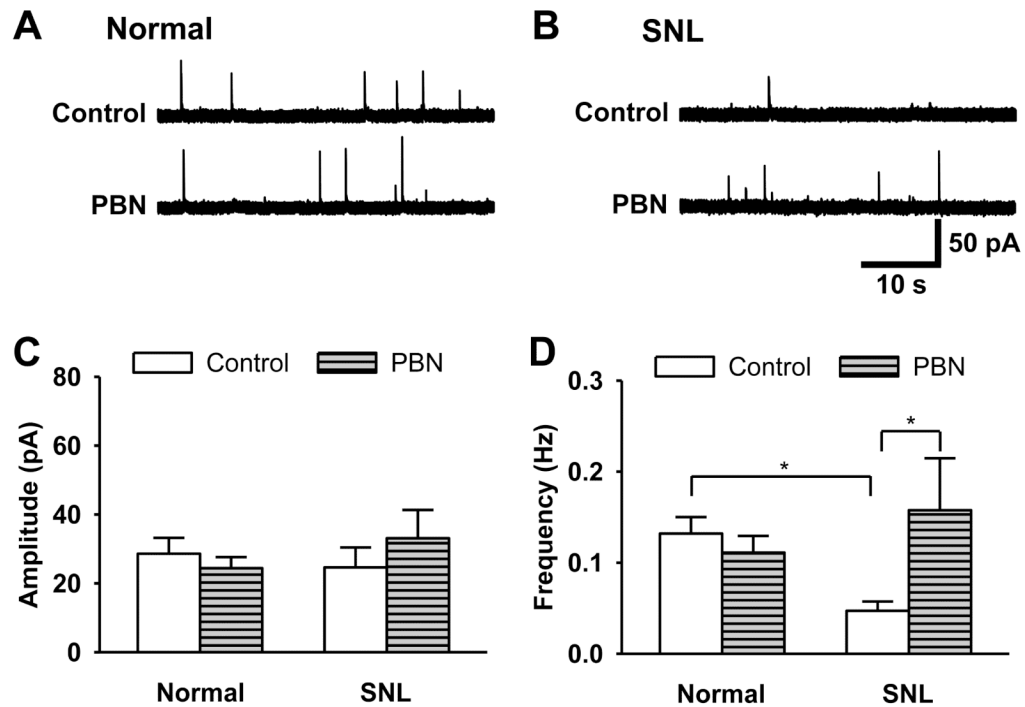 A Normal
Control
PBN
B SNL
Control
PBN
50 pA
10 s
C
Control PBN
Amplitude (pA)
80
60
40
20
0
Normal SNL
D
Control PBN
Frequency (Hz)
0.3
0.2
0.1
0.0
*
*
Normal SNL